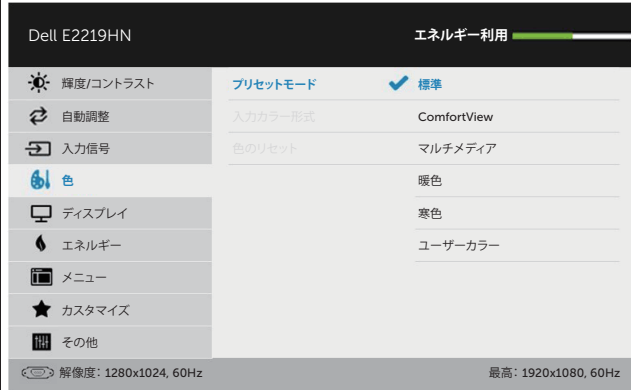 Dell E2219HN エネルギー利用
輝度/コントラスト プリセットモード 標準
自動調整 入力カラー形式 ComfortView
入力信号 色のリセット マルチメディア
色 暖色
ディスプレイ 寒色
エネルギー ユーザーカラー
メニュー
カスタマイズ
その他
解像度: 1280x1024, 60Hz 最高: 1920x1080, 60Hz